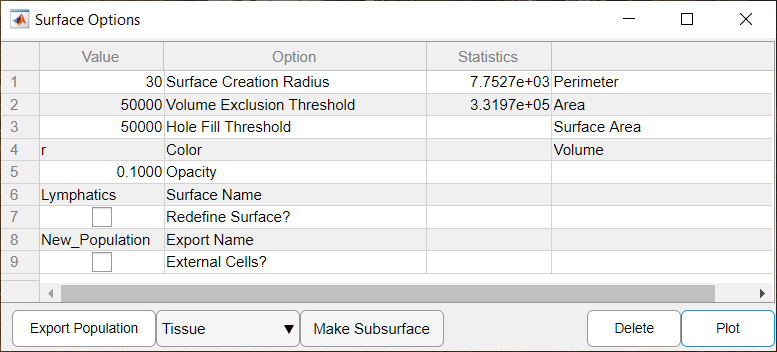 Surface Options
Value Option Statistics
1 30 Surface Creation Radius 7.7527e+03 Perimeter
2 50000 Volume Exclusion Threshold 3.3197e+05 Area
3 50000 Hole Fill Threshold Surface Area
4 r Color Volume
5 0.1000 Opacity
6 Lymphatics Surface Name
7 Redefine Surface?
8 New_Population Export Name
9 External Cells?
Export Population Tissue Make Subsurface Delete Plot